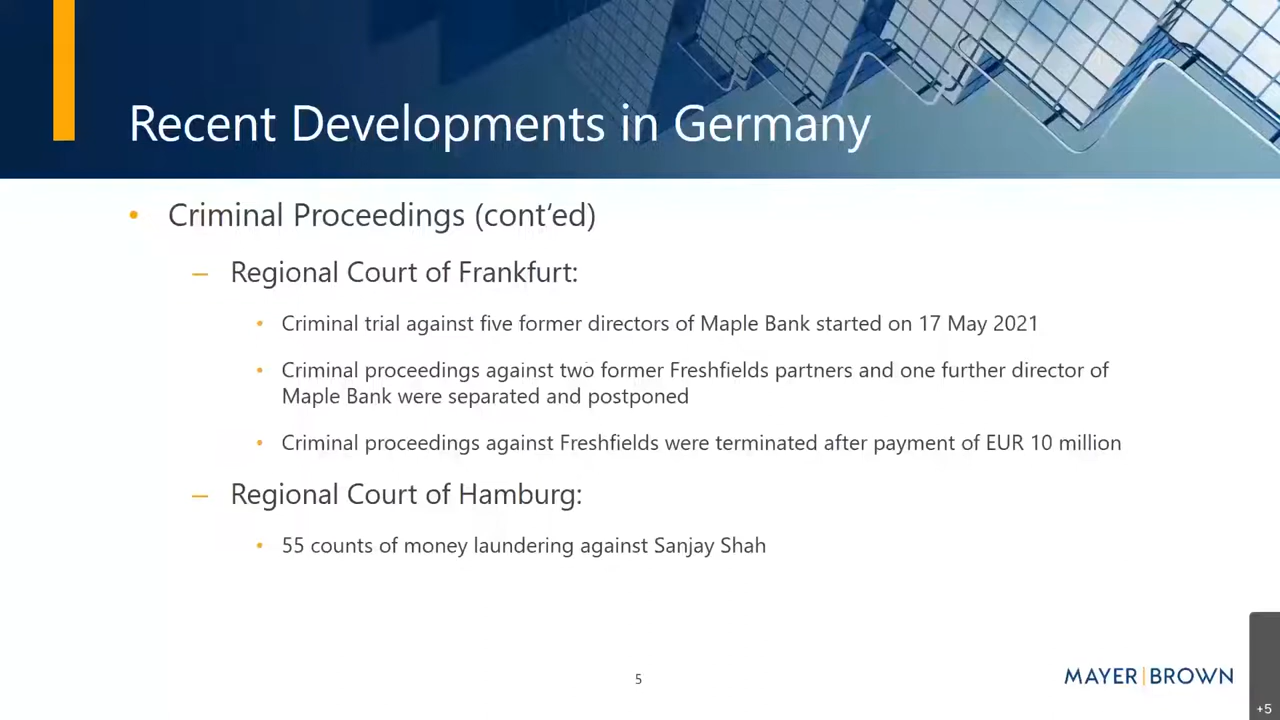 Recent Developments in Germany
• Criminal Proceedings (cont‘ed)
– Regional Court of Frankfurt:
• Criminal trial against five former directors of Maple Bank started on 17 May 2021
• Criminal proceedings against two former Freshfields partners and one further director of
Maple Bank were separated and postponed
• Criminal proceedings against Freshfields were terminated after payment of EUR 10 million
– Regional Court of Hamburg:
• 55 counts of money laundering against Sanjay Shah
5
MAYER|BROWN
+5